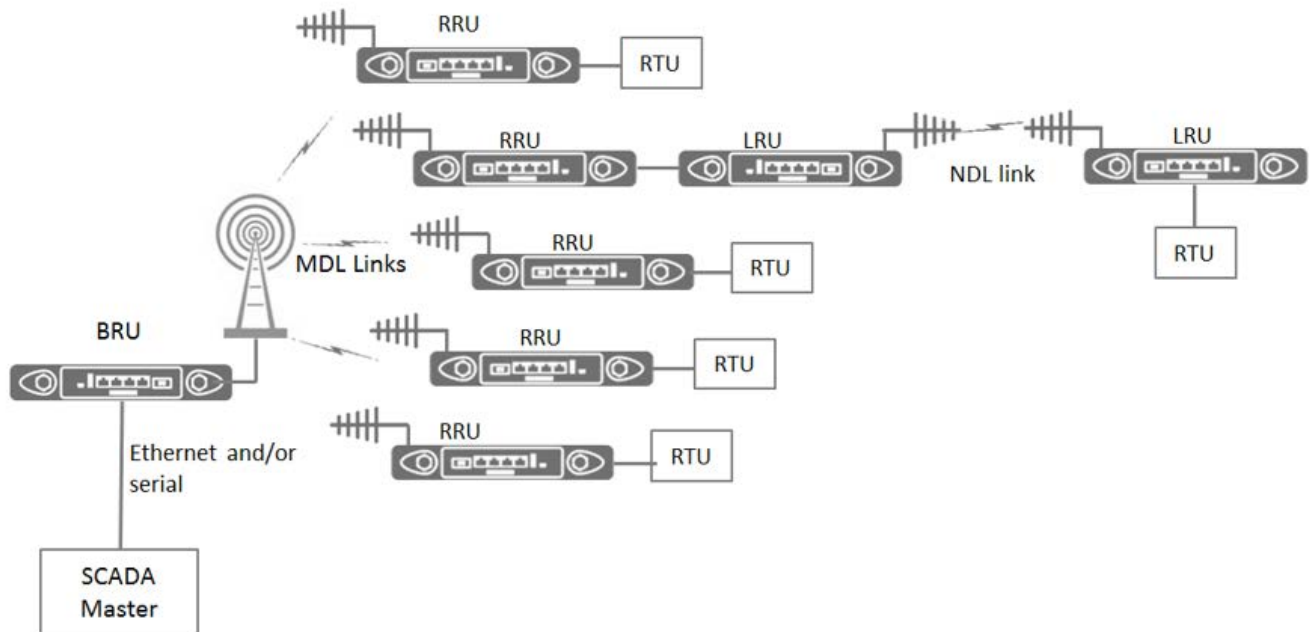 RRU
RTU
RRU
LRU
LRU
NDL link
RTU
RRU
MDL Links
RTU
BRU
RRU
RTU
RRU
RTU
Ethernet and/or
serial
SCADA
Master